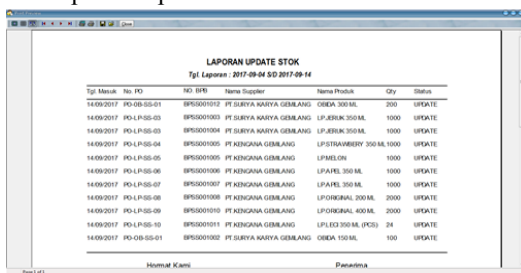 Close
LAPORAN UPDATE STOK
Tgl. Laporan : 2017-09-04 S/D 2017-09-14
Tgl. Masuk No. PO NO. BPB Nama Supplier Nama Produk Qty Status
14/09/2017 PO-OB-SS-01 BPSS001012 PT.SURYA KARYA GEMILANG OBIDA 300 ML 200 UPDATE
14/09/2017 PO-LP-SS-03 BPSS001003 PT.SURYA KARYA GEMILANG LP.JERUK 350 ML 1000 UPDATE
14/09/2017 PO-LP-SS-03 BPSS001004 PT.SURYA KARYA GEMILANG LP.JERUK 350 ML 1000 UPDATE
14/09/2017 PO-LP-SS-04 BPSS001005 PT.KENCANA GEMILANG LP.STRAWBERY 350 ML 1000 UPDATE
14/09/2017 PO-LP-SS-05 BPSS001005 PT.KENCANA GEMILANG LP.MELON 1000 UPDATE
14/09/2017 PO-LP-SS-06 BPSS001006 PT.KENCANA GEMILANG LP.APEL 350 ML 1000 UPDATE
14/09/2017 PO-LP-SS-07 BPSS001007 PT.KENCANA GEMILANG LP.APEL 350 ML 1000 UPDATE
14/09/2017 PO-LP-SS-08 BPSS001008 PT.KENCANA GEMILANG LP.ORIGINAL 200 ML 2000 UPDATE
14/09/2017 PO-LP-SS-09 BPSS001010 PT.KENCANA GEMILANG LP.ORIGINAL 400 ML 2000 UPDATE
14/09/2017 PO-LP-SS-10 BPSS001011 PT.KENCANA GEMILANG LP.LECI 350 ML (PCS) 24 UPDATE
14/09/2017 PO-OB-SS-01 BPSS001002 PT.SURYA KARYA GEMILANG OBIDA 150 ML 100 UPDATE
Hormat Kami Penerima
Page 1 of 1